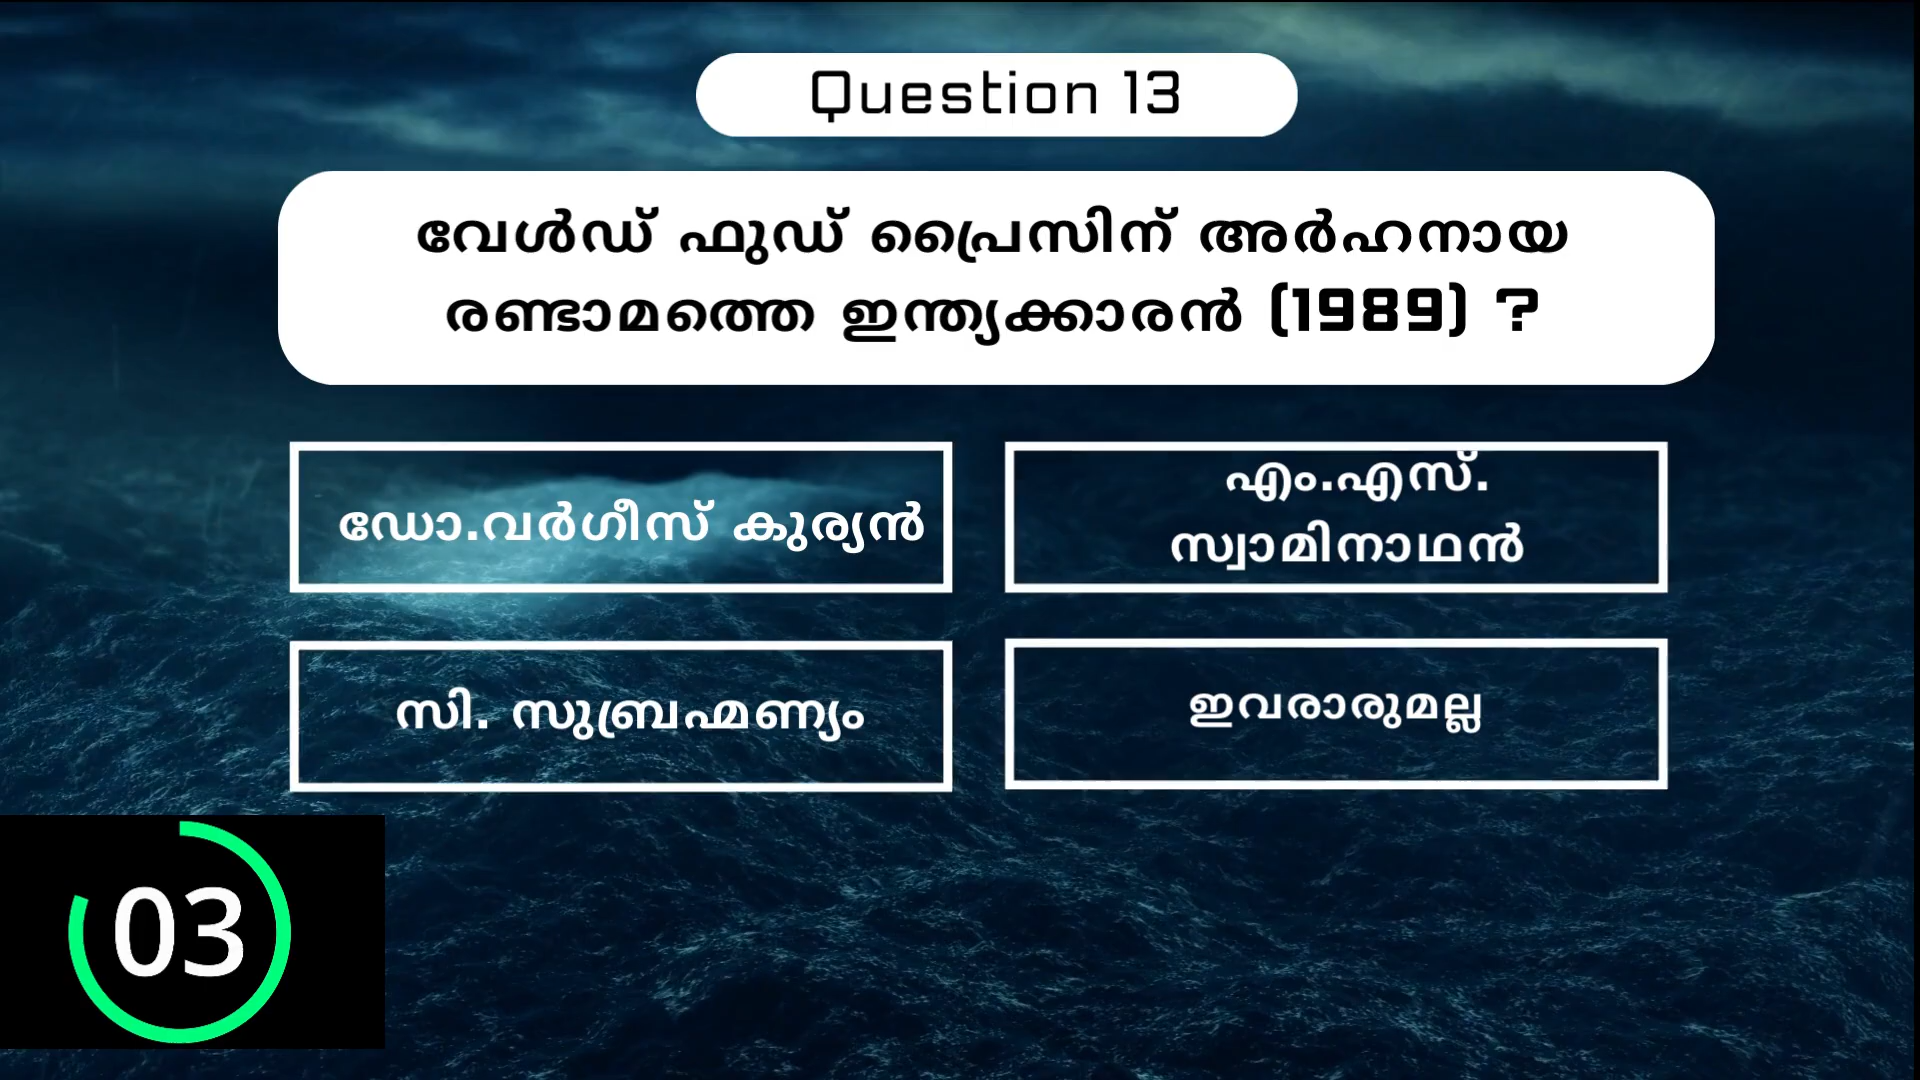 Question 13
വേൾഡ് ഫുഡ് പ്രൈസിന് അർഹനായ
രണ്ടാമത്തെ ഇന്ത്യക്കാരൻ (1989) ?
ഡോ.വർഗീസ് കുര്യൻ
എം.എസ്.
സ്വാമിനാഥൻ
സി. സുബ്രഹ്മണ്യം
ഇവരാരുമല്ല
03